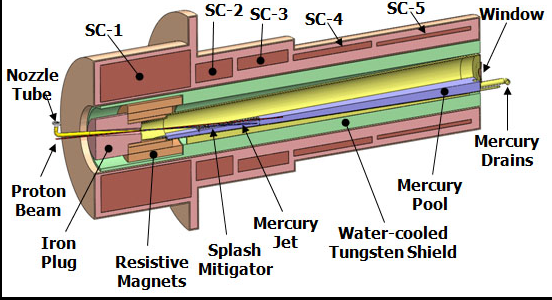 SC-1
SC-2
SC-3
SC-4
SC-5
Window
Nozzle
Tube
Mercury
Drains
Proton
Beam
Mercury
Pool
Iron
Plug
Resistive
Magnets
Splash
Mitigator
Mercury
Jet
Water-cooled
Tungsten Shield